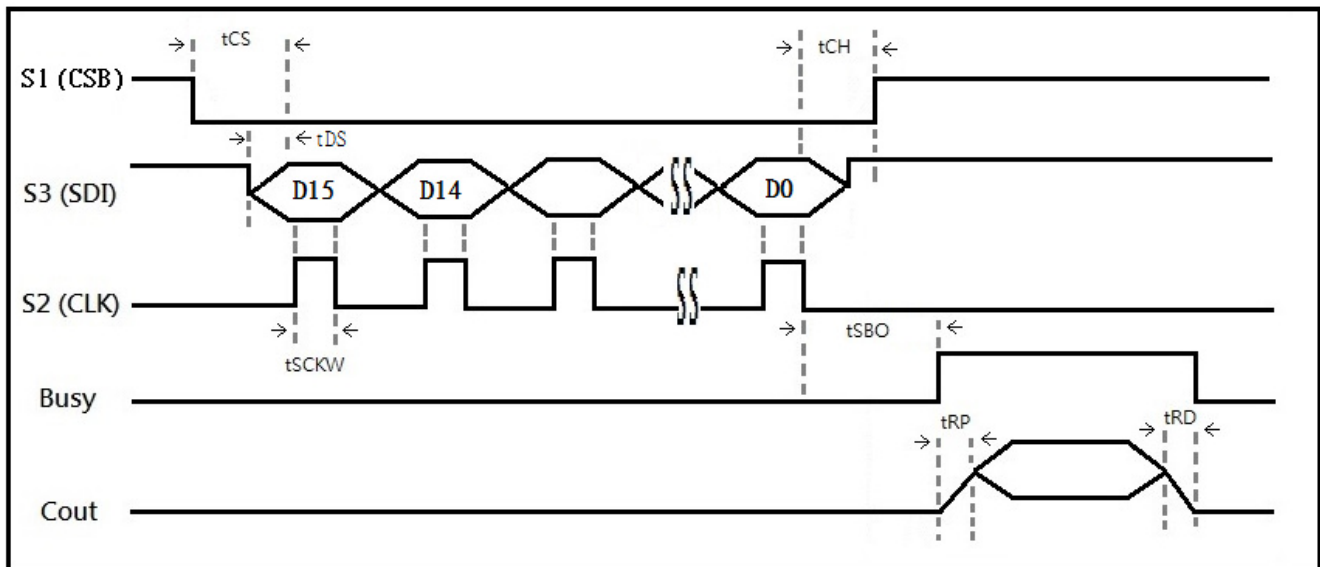 tCS
tCH
S1 (CSB)
tDS
S3 (SDI)
D15
D14
D0
S2 (CLK)
tSCKW
tSBO
Busy
tRP
tRD
Cout